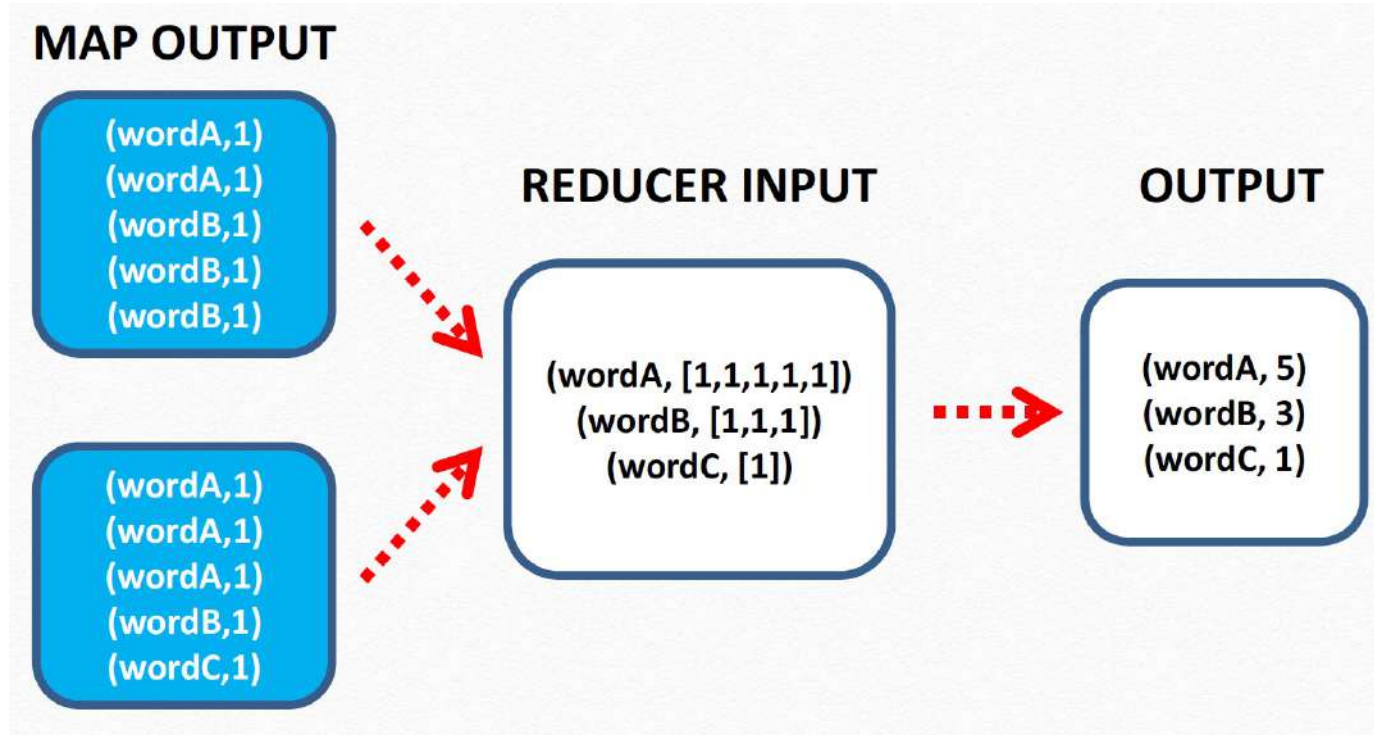 MAP OUTPUT
(wordA,1)
(wordA,1)
(wordB,1)
(wordB,1)
(wordB,1)
(wordA,1)
(wordA,1)
(wordA,1)
(wordB,1)
(wordC,1)
REDUCER INPUT
(wordA, [1,1,1,1,1])
(wordB, [1,1,1])
(wordC, [1])
OUTPUT
(wordA, 5)
(wordB, 3)
(wordC, 1)